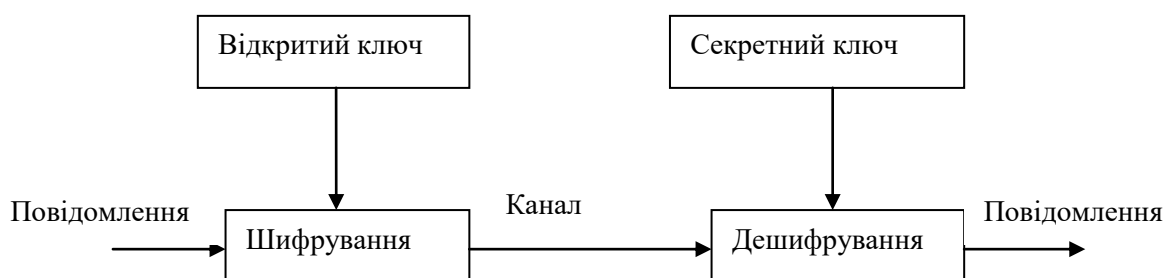 Відкритий ключ
Секретний ключ
Повідомлення
Шифрування
Канал
Дешифрування
Повідомлення